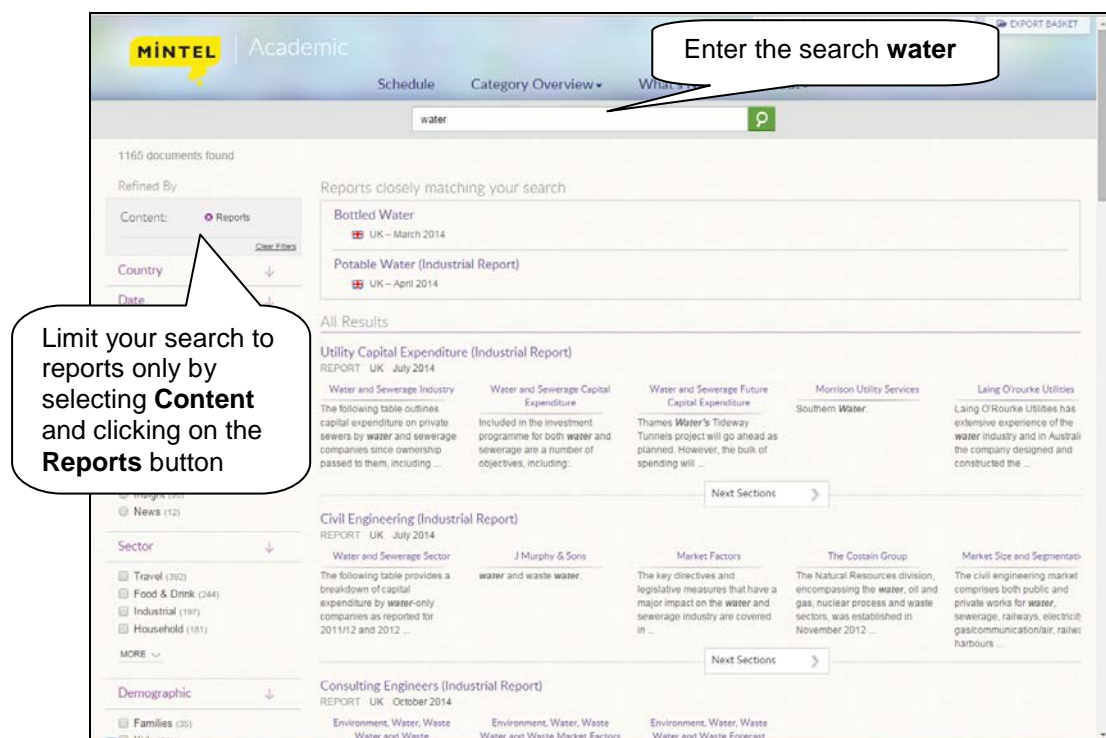 EXPORT BASKET
MINTEL
Academic
Enter the search water
Schedule
Category Overview
water
1165 documents found
Refined By
Content:
Reports
Clear Filters
Country
Date
Limit your search to
reports only by
selecting Content
and clicking on the
Reports button
News (12)
Sector
Travel (392)
Food & Drink (244)
Industrial (197)
Household (181)
MORE
Demographic
Families (35)
Reports closely matching your search
Bottled Water
UK – March 2014
Potable Water (Industrial Report)
UK – April 2014
All Results
Utility Capital Expenditure (Industrial Report)
REPORT UK July 2014
Water and Sewerage Industry
The following table outlines
capital expenditure on private
sewers by water and sewerage
companies since ownership
passed to them, including ...
Water and Sewerage Capital
Expenditure
Included in the investment
programme for both water and
sewerage are a number of
objectives, including:
Water and Sewerage Future
Capital Expenditure
Thames Water's Tideway
Tunnels project will go ahead as
planned. However, the bulk of
spending will ...
Morrison Utility Services
Southern Water.
Laing O'rourke Utilities
Laing O'Rourke Utilities has
extensive experience of the
water industry and in Australi
the company designed and
constructed the ...
Next Sections
Civil Engineering (Industrial Report)
REPORT UK July 2014
Water and Sewerage Sector
The following table provides a
breakdown of capital
expenditure by water-only
companies as reported for
2011/12 and 2012 ...
J Murphy & Sons
water and waste water.
Market Factors
The key directives and
legislative measures that have a
major impact on the water and
sewerage industry are covered
in ...
The Costain Group
The Natural Resources division,
encompassing the water, oil and
gas, nuclear process and waste
sectors, was established in
November 2012 ...
Market Size and Segmentati
The civil engineering market
comprises both public and
private works for water,
sewerage, railways, electricit
gas/communication/air, railwa
harbours ...
Next Sections
Consulting Engineers (Industrial Report)
REPORT UK October 2014
Environment, Water, Waste
Water and Waste
Environment, Water, Waste
Water and Waste Market Factors
Environment, Water, Waste
Water and Waste Forecast